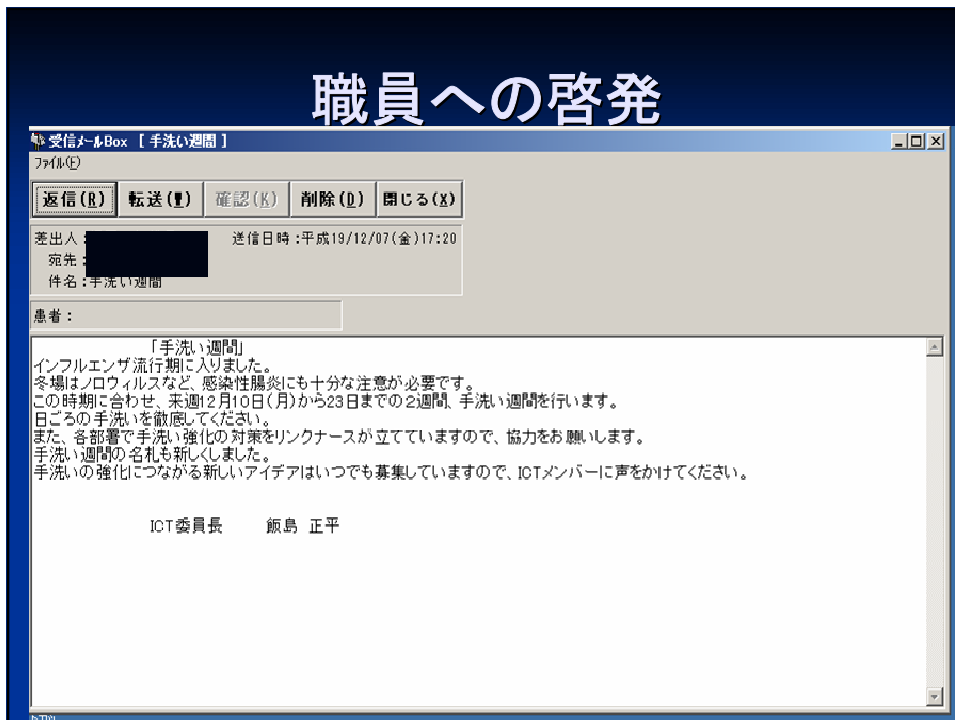 職員への啓発
受信メールBox [ 手洗い週間 ]
ファイル(F)
返信(R) 転送(T) 確認(K) 削除(D) 閉じる(X)
差出人: 送信日時:平成19/12/07(金)17:20
宛先:
件名:手洗い週間
患者:
「手洗い週間」
インフルエンザ流行期に入りました。
冬場はノロウィルスなど、感染性腸炎にも十分な注意が必要です。
この時期に合わせ、来週12月10日(月)から23日までの2週間、手洗い週間を行います。
日ごろの手洗いを徹底してください。
また、各部署で手洗い強化の対策をリンクナースが立てていますので、協力をお願いします。
手洗い週間の名札も新しくしました。
手洗いの強化につながる新しいアイデアはいつでも募集していますので、ICTメンバーに声をかけてください。
ICT委員長 飯島 正平